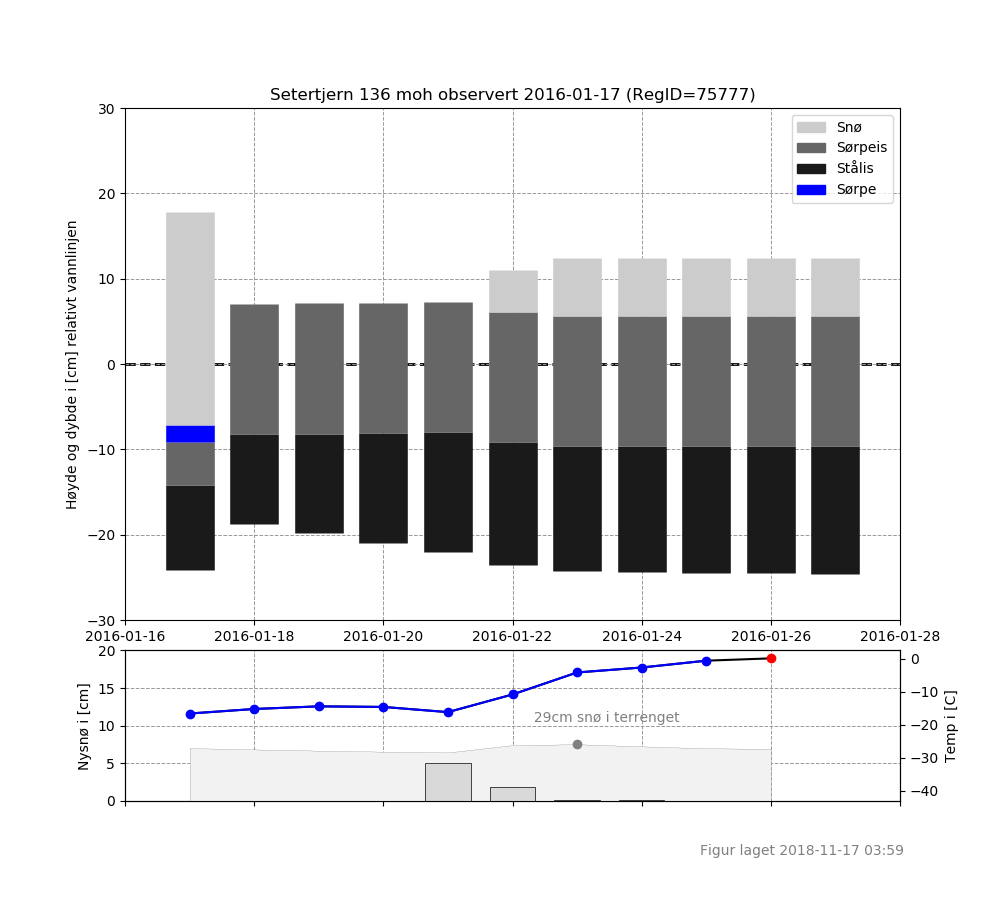 Setertjern 136 moh observert 2016-01-17 (RegID=75777)
30
20
10
0
−10
−20
−30
Høyde og dybde i [cm] relativt vannlinjen
Snø
Sørpeis
Stålis
Sørpe
2016-01-16 2016-01-18 2016-01-20 2016-01-22 2016-01-24 2016-01-26 2016-01-28
20
15
10
5
0
Nysnø i [cm]
29cm snø i terrenget
0
−10
−20
−30
−40
Temp i [C]
Figur laget 2018-11-17 03:59